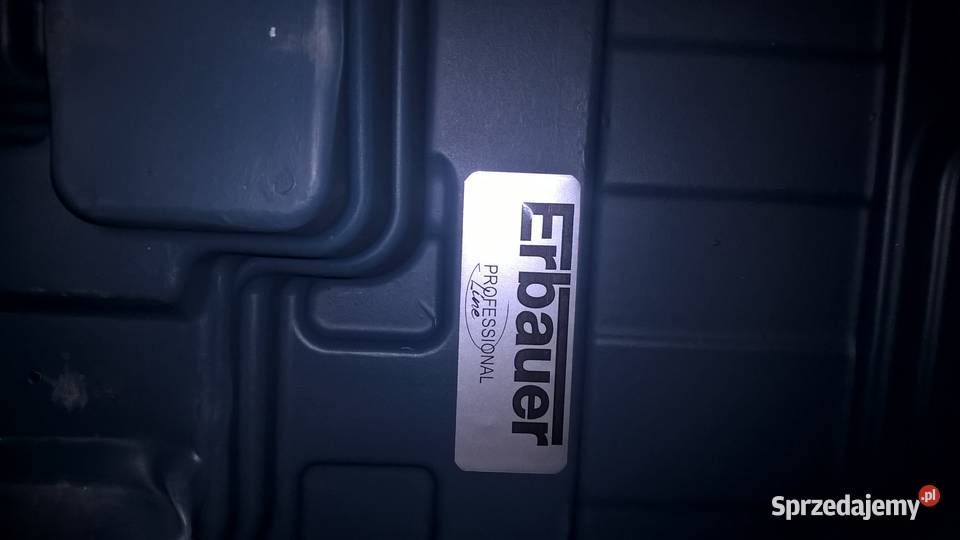 Erbauer
PROFESSIONAL
Line
Sprzedajemy.pl